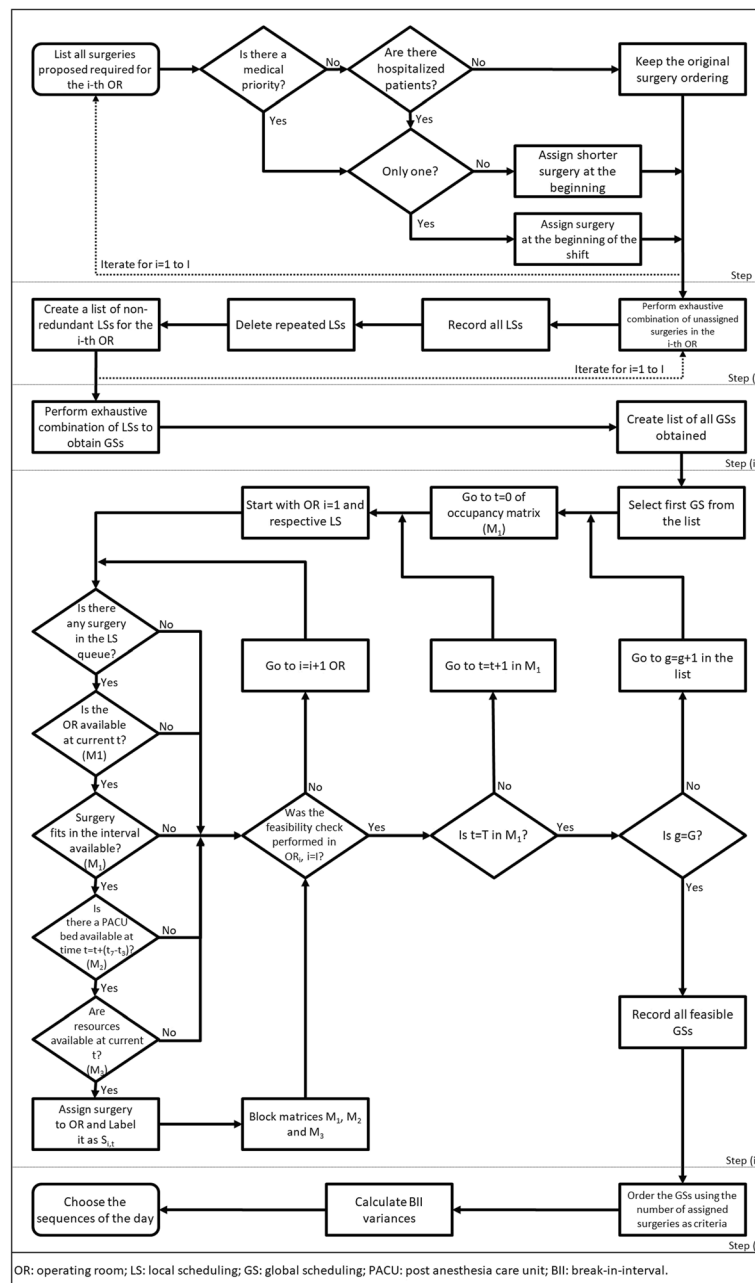 List all surgeries
proposed required for
the i-th OR
Is there a
medical
priority?
No
Are there
hospitalized
patients?
No
Keep the original
surgery ordering
Yes
Yes
Only one?
No
Assign shorter
surgery at the
beginning
Yes
Assign surgery
at the beginning of the
shift
Iterate for i=1 to I
Step
Create a list of non-
redundant LSs for the
i-th OR
Delete repeated LSs
Record all LSs
Perform exhaustive
combination of unassigned
surgeries in the
i-th OR
Iterate for i=1 to I
Step (
Perform exhaustive
combination of LSs to
obtain GSs
Create list of all GSs
obtained
Step (i
Start with OR i=1 and
respective LS
Go to t=0 of
occupancy matrix
(M₁)
Select first GS from
the list
Is there
any surgery
in the LS
queue?
No
Yes
Go to i=i+1 OR
Go to t=t+1 in M₁
Go to g=g+1 in the
list
Is the
OR available
at current t?
(M1)
No
Yes
Surgery
fits in the interval
available?
(M₁)
No
Yes
Was the
feasibility check
performed in
ORᵢ, i=I?
No
Yes
Is t=T in M₁?
No
Yes
Is g=G?
No
Yes
Is
there a PACU
bed available at
time t=t+(t₇-t₃)?
(M₂)
No
Yes
Are
resources
available at current
t?
(M₃)
No
Yes
Record all feasible
GSs
Assign surgery
to OR and Label
it as Sᵢ,ₜ
Block matrices M₁, M₂
and M₃
Step (i
Choose the
sequences of the day
Calculate BII
variances
Order the GSs using the
number of assigned
surgeries as criteria
Step (
OR: operating room; LS: local scheduling; GS: global scheduling; PACU: post anesthesia care unit; BII: break-in-interval.